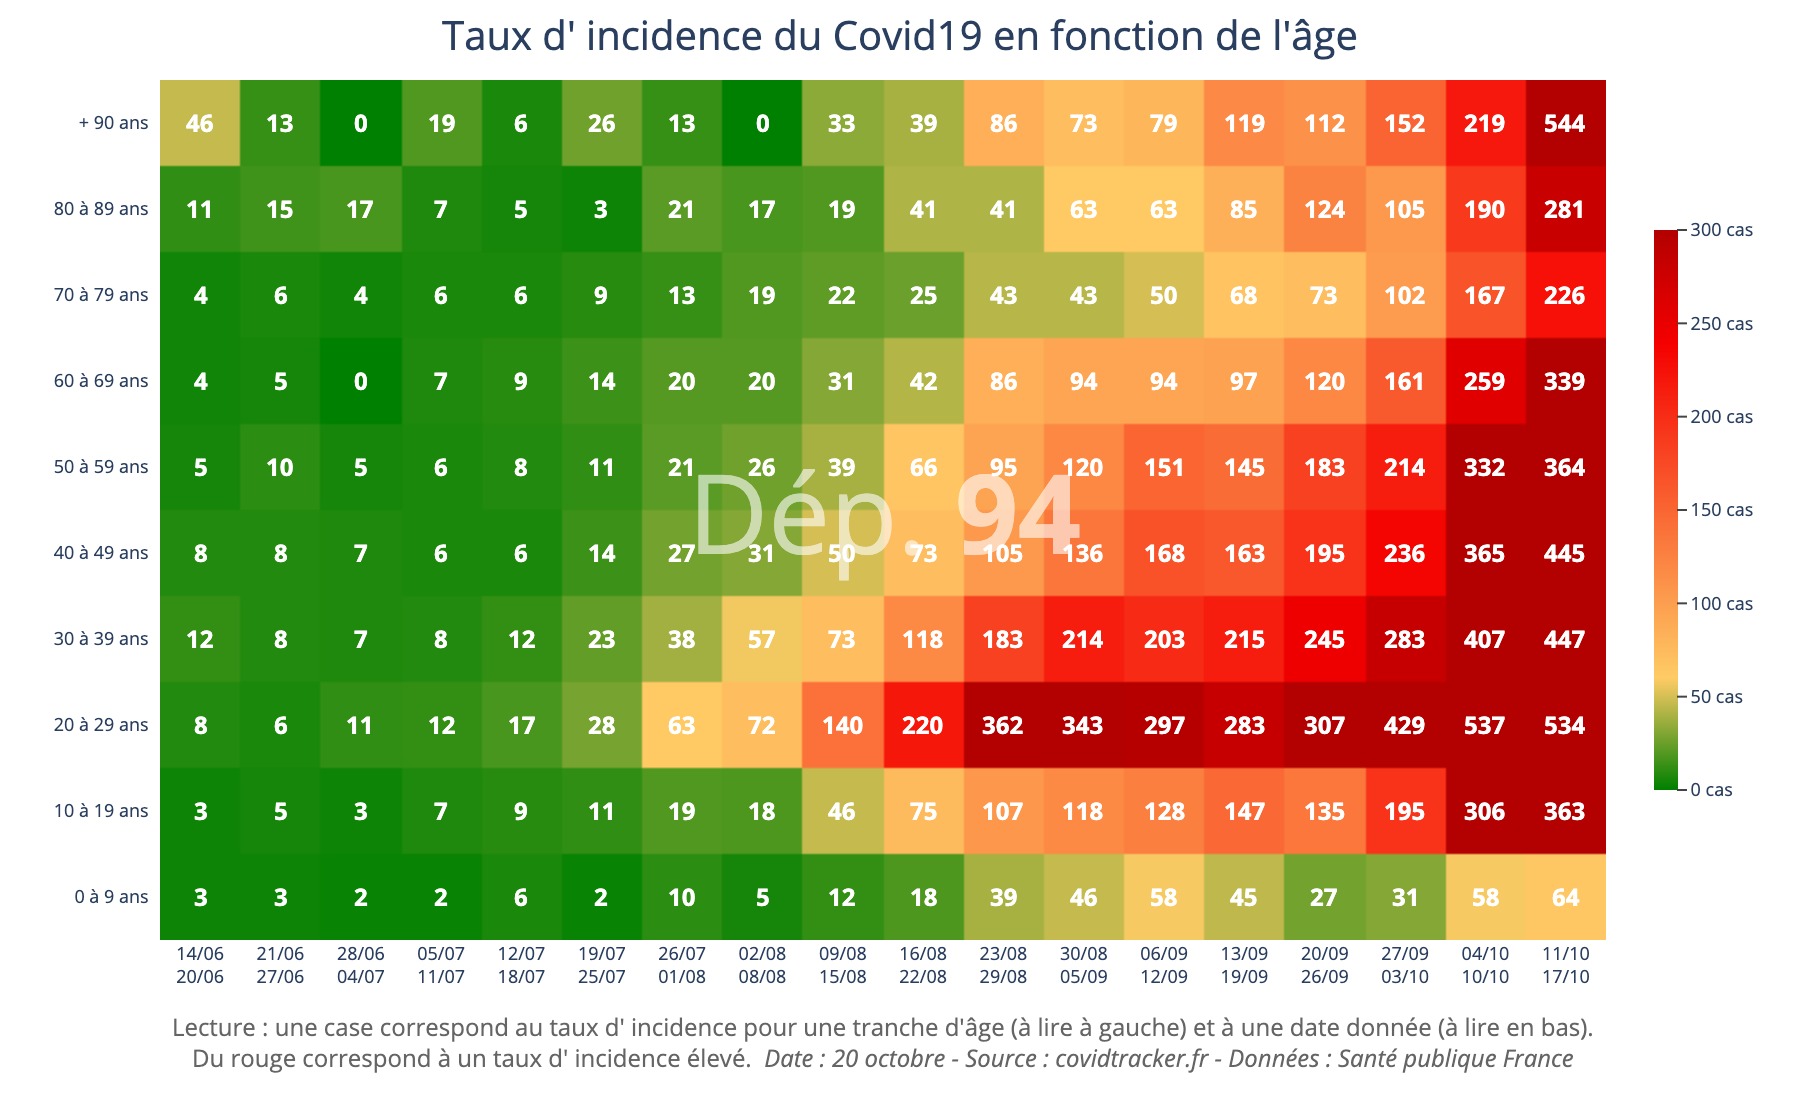 Taux d' incidence du Covid19 en fonction de l'âge
+ 90 ans 46 13 0 19 6 26 13 0 33 39 86 73 79 119 112 152 219 544
80 à 89 ans 11 15 17 7 5 3 21 17 19 41 41 63 63 85 124 105 190 281
70 à 79 ans 4 6 4 6 6 9 13 19 22 25 43 43 50 68 73 102 167 226
60 à 69 ans 4 5 0 7 9 14 20 20 31 42 86 94 94 97 120 161 259 339
50 à 59 ans 5 10 5 6 8 11 21 26 39 66 95 120 151 145 183 214 332 364
Dép. 94
40 à 49 ans 8 8 7 6 6 14 27 31 50 73 105 136 168 163 195 236 365 445
30 à 39 ans 12 8 7 8 12 23 38 57 73 118 183 214 203 215 245 283 407 447
20 à 29 ans 8 6 11 12 17 28 63 72 140 220 362 343 297 283 307 429 537 534
10 à 19 ans 3 5 3 7 9 11 19 18 46 75 107 118 128 147 135 195 306 363
0 à 9 ans 3 3 2 2 6 2 10 5 12 18 39 46 58 45 27 31 58 64
14/06 21/06 28/06 05/07 12/07 19/07 26/07 02/08 09/08 16/08 23/08 30/08 06/09 13/09 20/09 27/09 04/10 11/10
20/06 27/06 04/07 11/07 18/07 25/07 01/08 08/08 15/08 22/08 29/08 05/09 12/09 19/09 26/09 03/10 10/10 17/10
300 cas
250 cas
200 cas
150 cas
100 cas
50 cas
0 cas
Lecture : une case correspond au taux d' incidence pour une tranche d'âge (à lire à gauche) et à une date donnée (à lire en bas).
Du rouge correspond à un taux d' incidence élevé. Date : 20 octobre - Source : covidtracker.fr - Données : Santé publique France